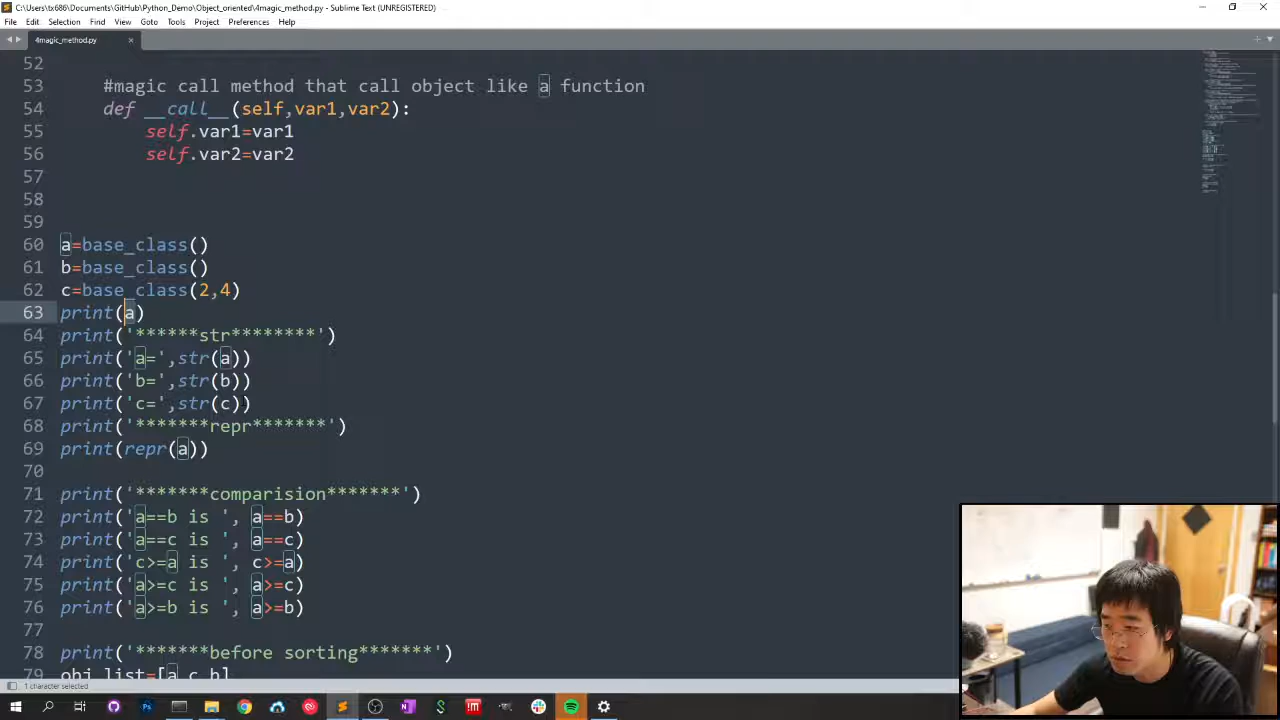 C:\Users\tx686\Documents\GitHub\Python_Demo\Object_oriented\4magic_method.py - Sublime Text (UNREGISTERED)
File Edit Selection Find View Goto Tools Project Preferences Help
4magic_method.py
52
53 #magic call method that call object like a function
54 def __call__(self,var1,var2):
55 self.var1=var1
56 self.var2=var2
57
58
59
60 a=base_class()
61 b=base_class()
62 c=base_class(2,4)
63 print(a)
64 print('******str********')
65 print('a=',str(a))
66 print('b=',str(b))
67 print('c=',str(c))
68 print('*******repr*******')
69 print(repr(a))
70
71 print('*******comparision*******')
72 print('a==b is ', a==b)
73 print('a==c is ', a==c)
74 print('c>=a is ', c>=a)
75 print('a>=c is ', a>=c)
76 print('a>=b is ', a>=b)
77
78 print('*******before sorting*******')
79 obj_list=[a,c,b]
1 character selected